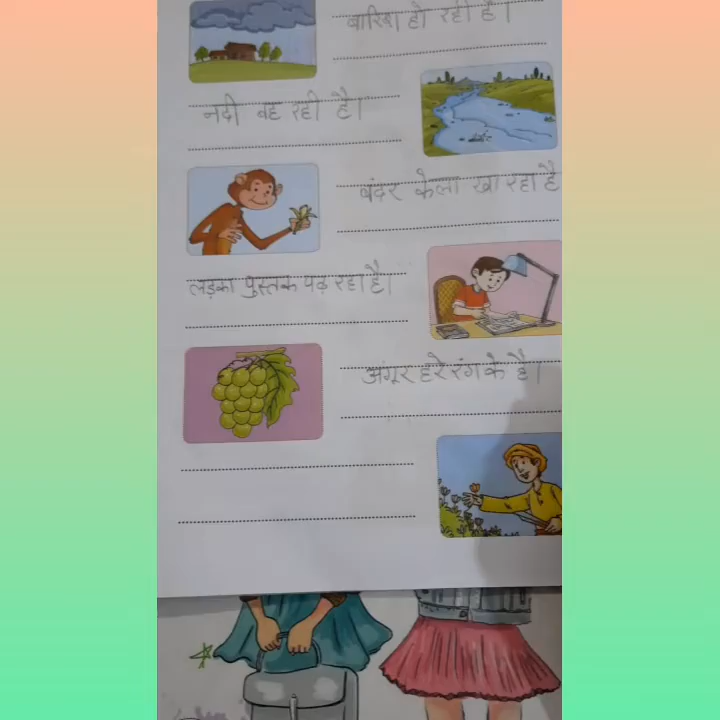 बारिश हो रही है।
नदी बह रही है।
बंदर केला खा रहा है
लड़का पुस्तक पढ़ रहा है।
अंगूर हरे रंग के है।